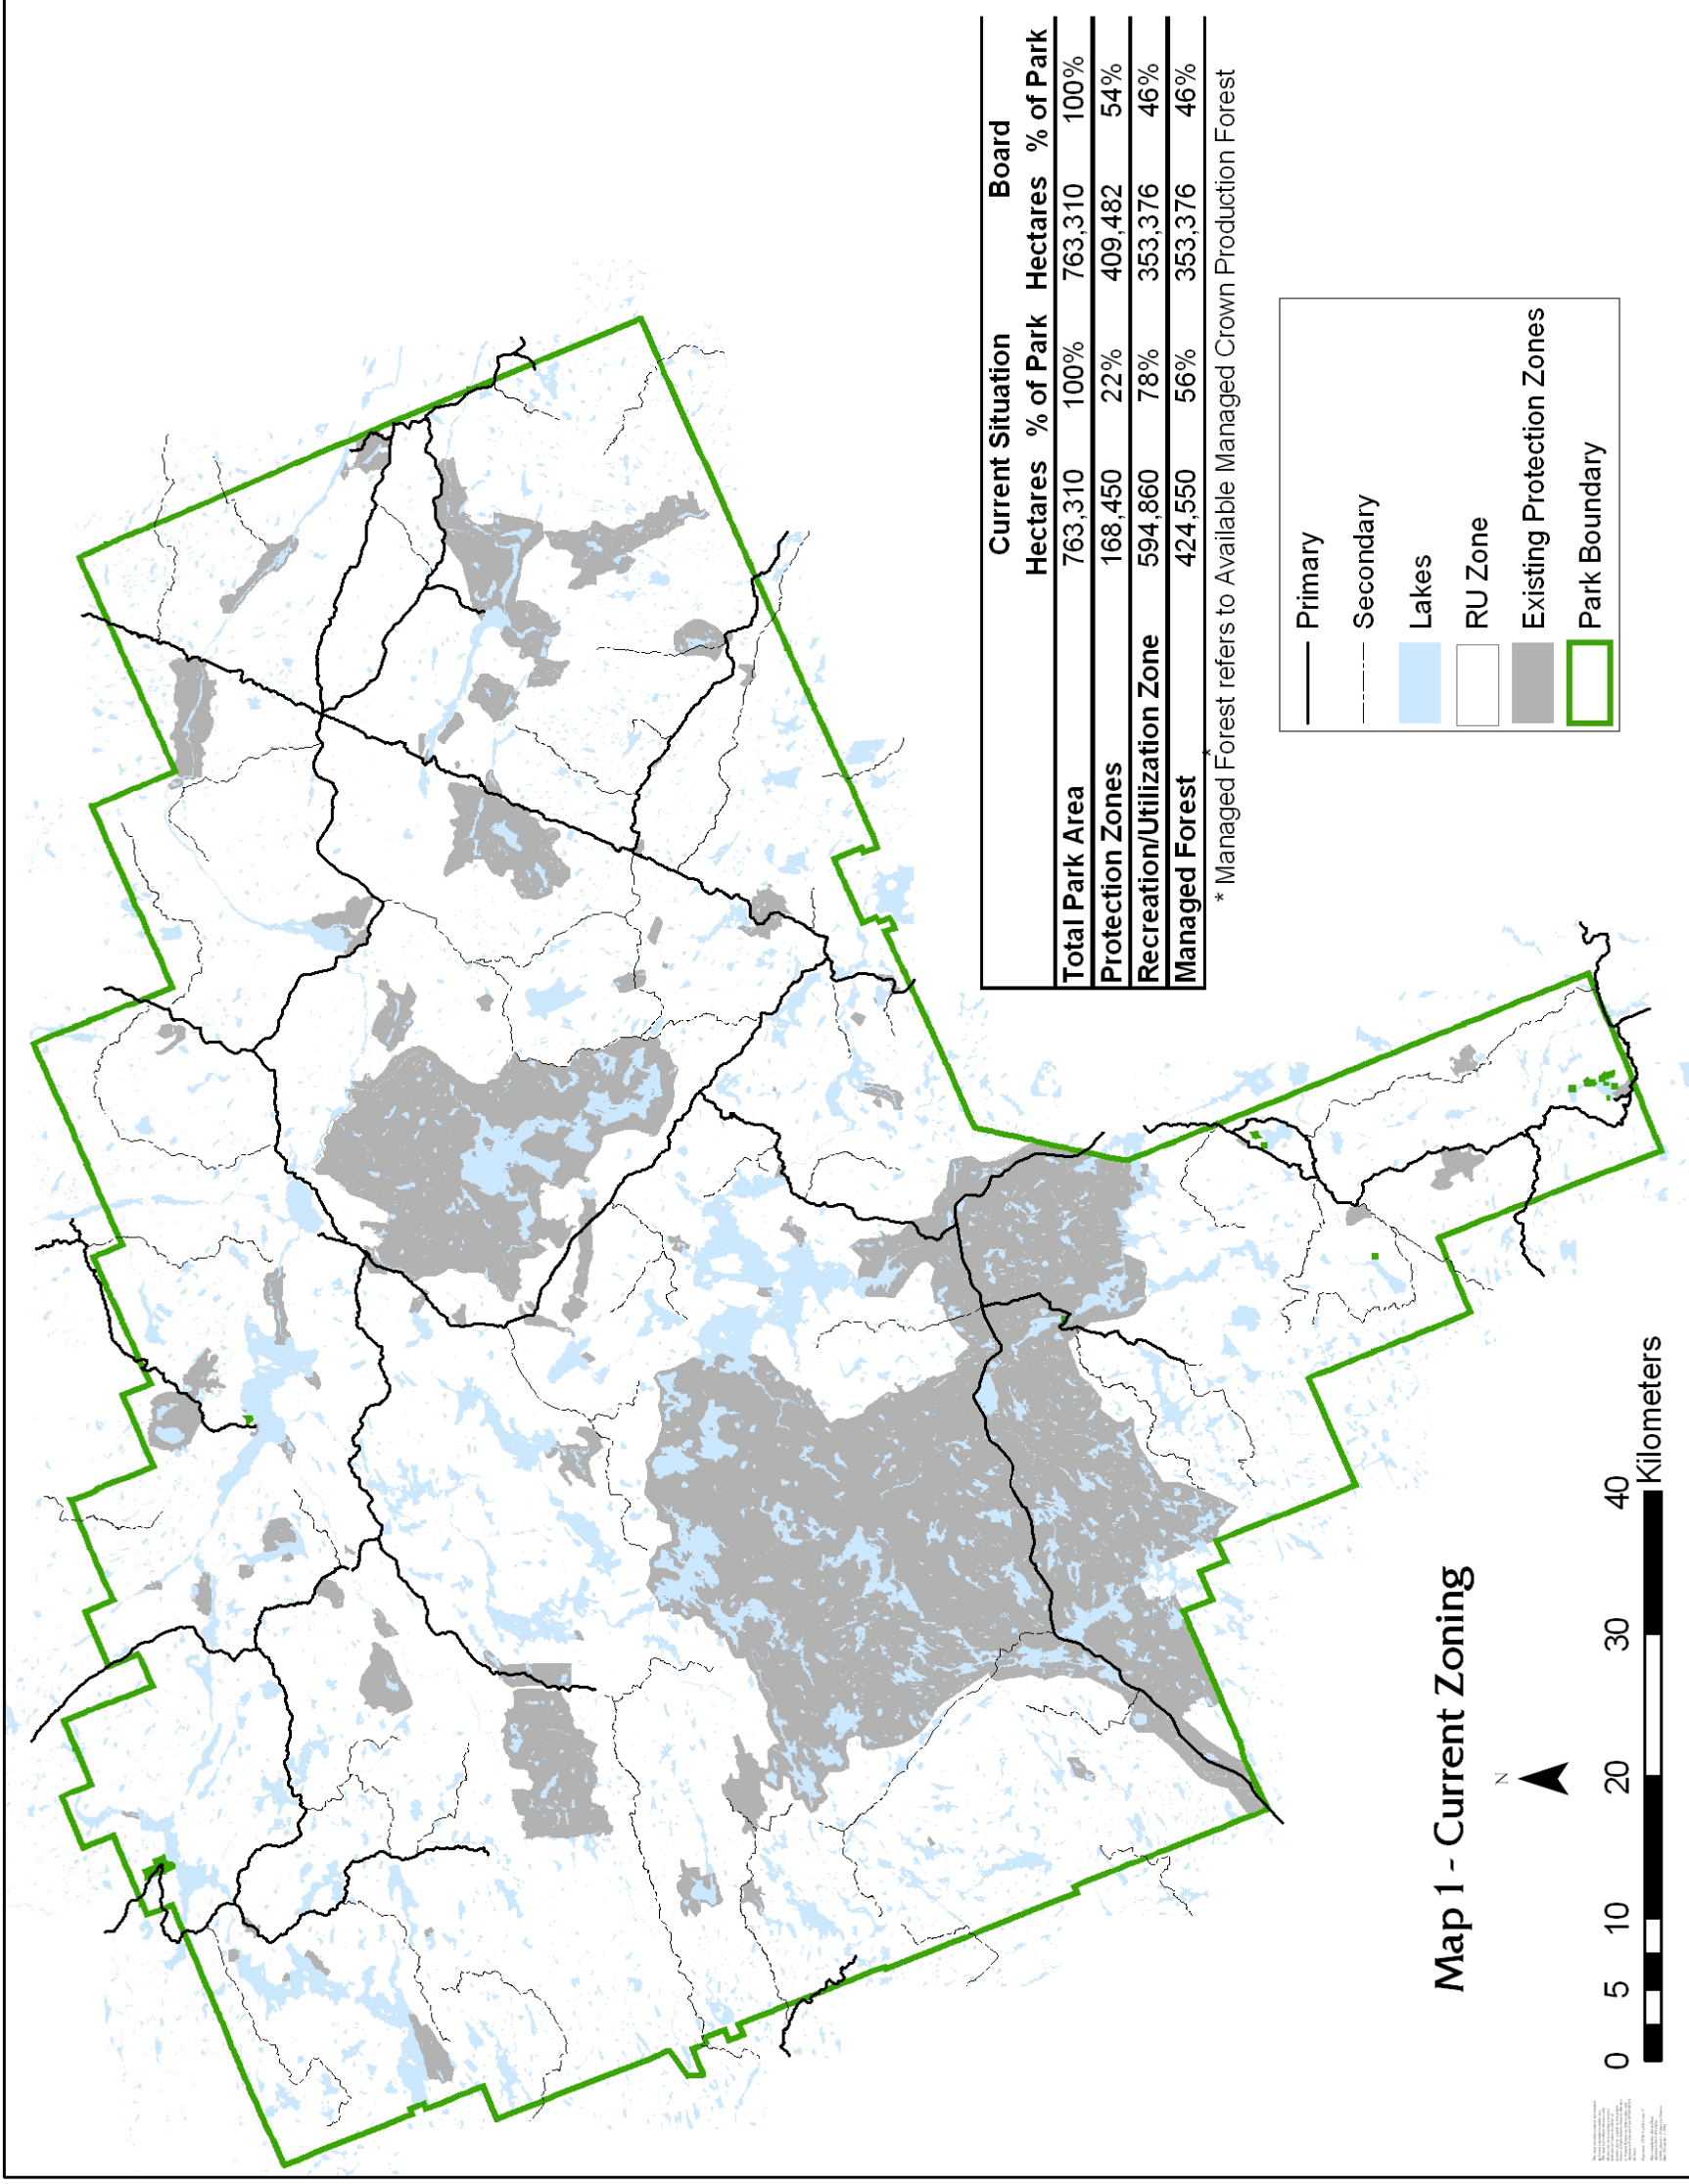 Current Situation Board
Hectares % of Park Hectares % of Park
Total Park Area 763,310 100% 763,310 100%
Protection Zones 168,450 22% 409,482 54%
Recreation/Utilization Zone 594,860 78% 353,376 46%
Managed Forest* 424,550 56% 353,376 46%
* Managed Forest refers to Available Managed Crown Production Forest
Primary
Secondary
Lakes
RU Zone
Existing Protection Zones
Park Boundary
Map 1 - Current Zoning
N
0 5 10 20 30 40
Kilometers